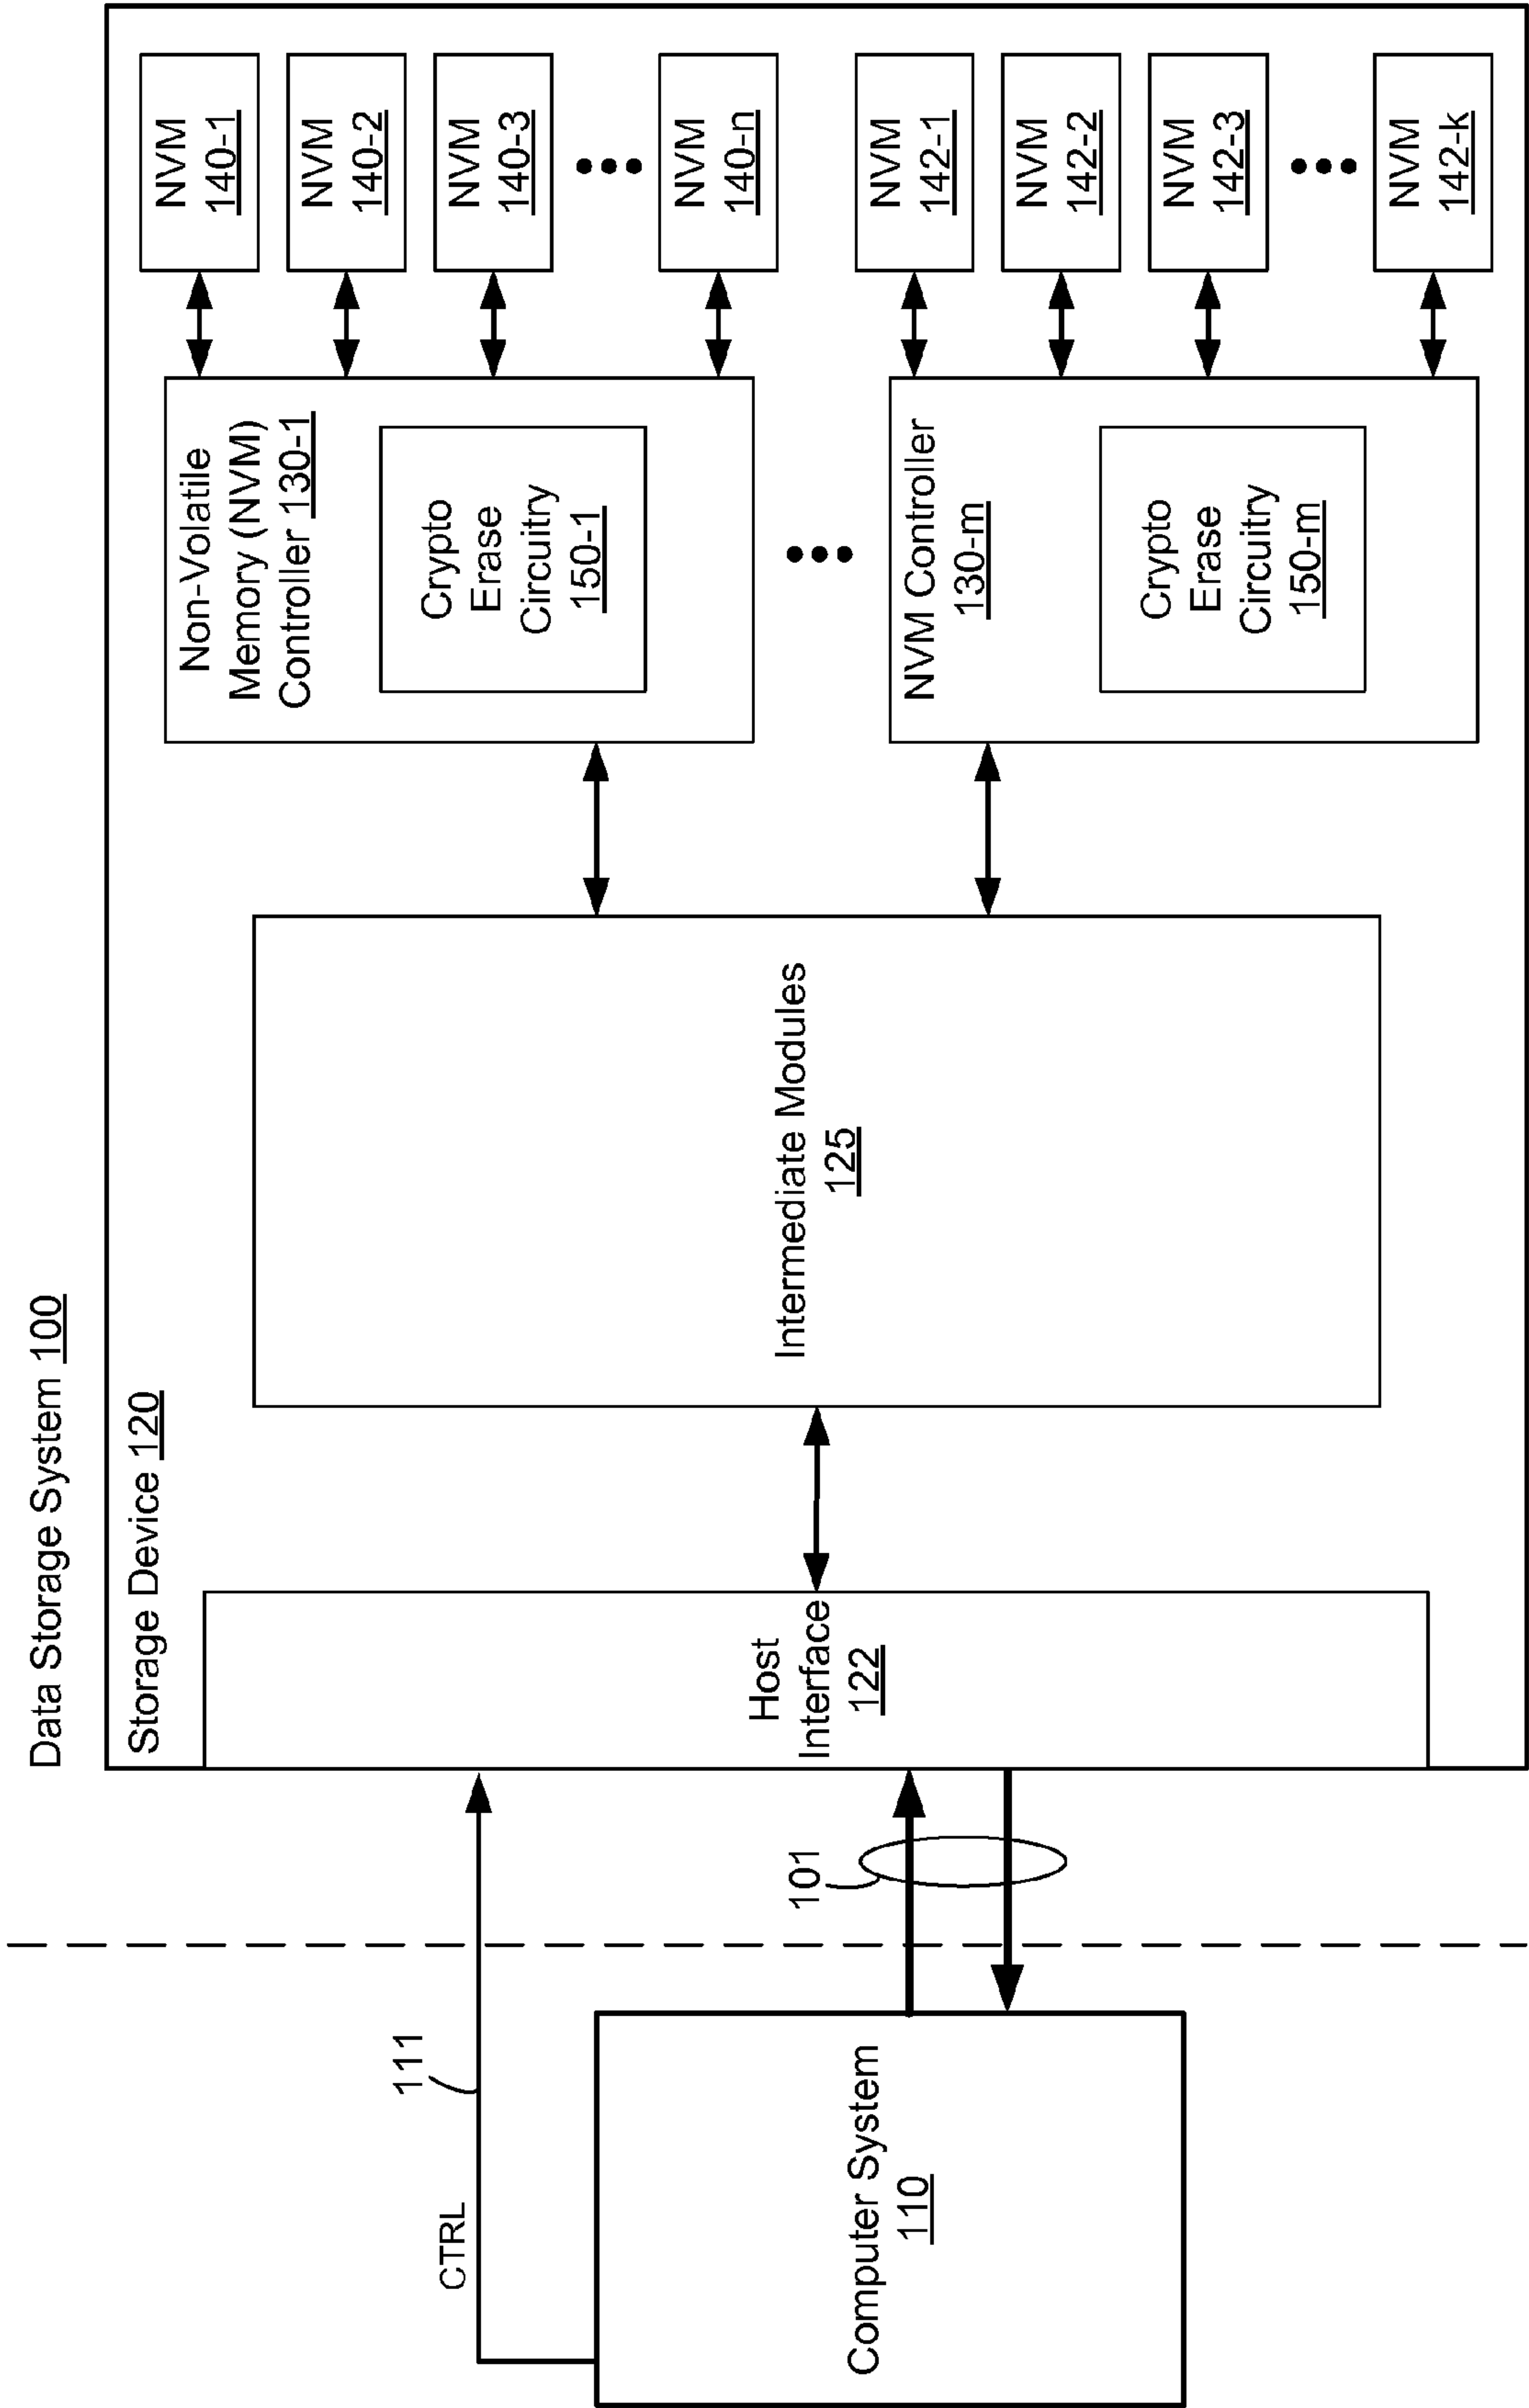 Data Storage System 100
Storage Device 120
CTRL
111
101
Computer System
110
Host
Interface
122
Intermediate Modules
125
Non-Volatile
Memory (NVM)
Controller 130-1
Crypto
Erase
Circuitry
150-1
NVM Controller
130-m
Crypto
Erase
Circuitry
150-m
NVM
140-1
NVM
140-2
NVM
140-3
NVM
140-n
NVM
142-1
NVM
142-2
NVM
142-3
NVM
142-k